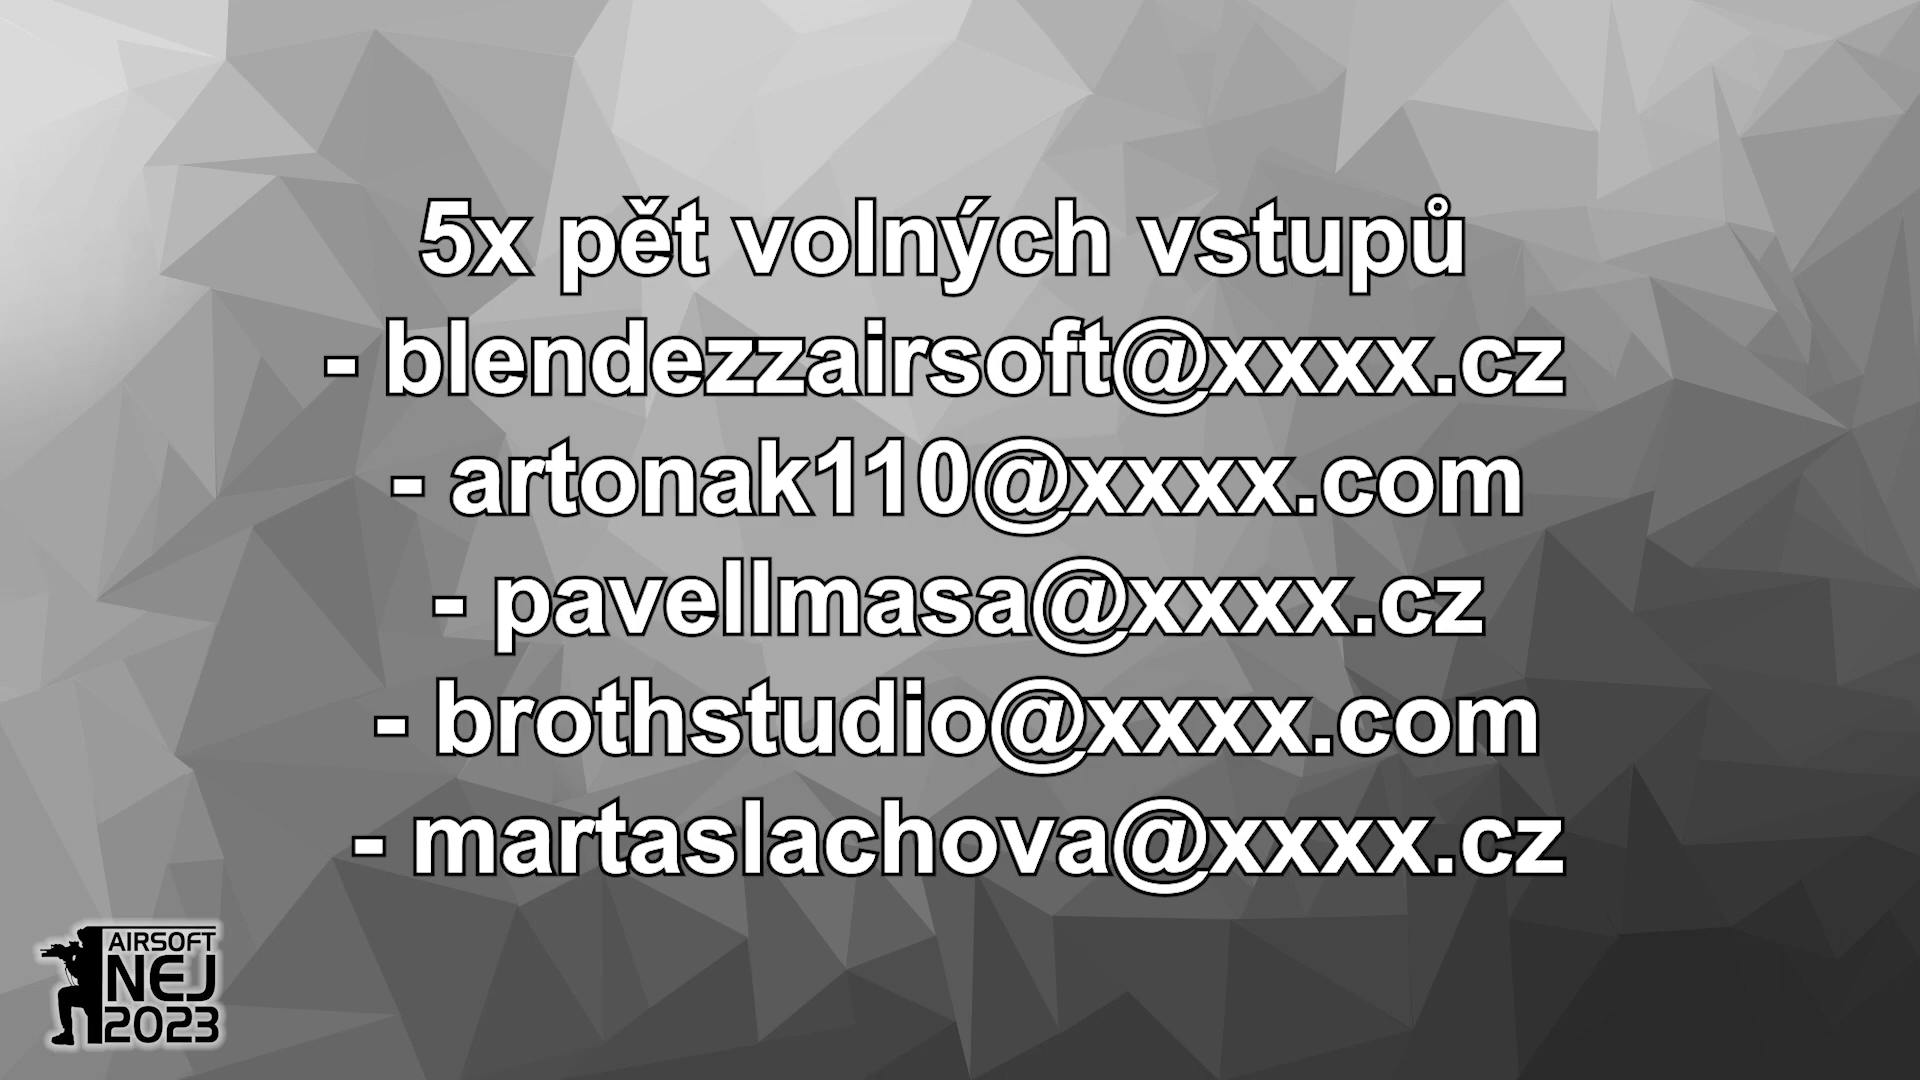 5x pět volných vstupů
- blendezzairsoft@xxxx.cz
- artonak110@xxxx.com
- pavellmasa@xxxx.cz
- brothstudio@xxxx.com
- martaslachova@xxxx.cz
AIRSOFT
NEJ
2023